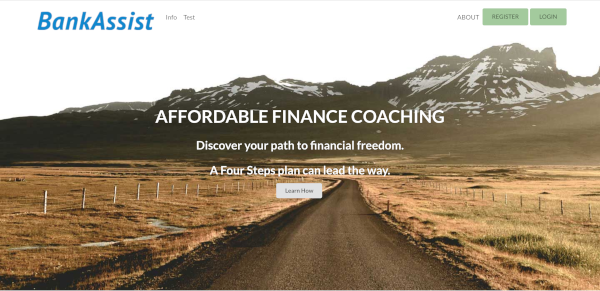 BankAssist Info Test ABOUT REGISTER LOGIN
AFFORDABLE FINANCE COACHING
Discover your path to financial freedom.
A Four Steps plan can lead the way.
Learn How